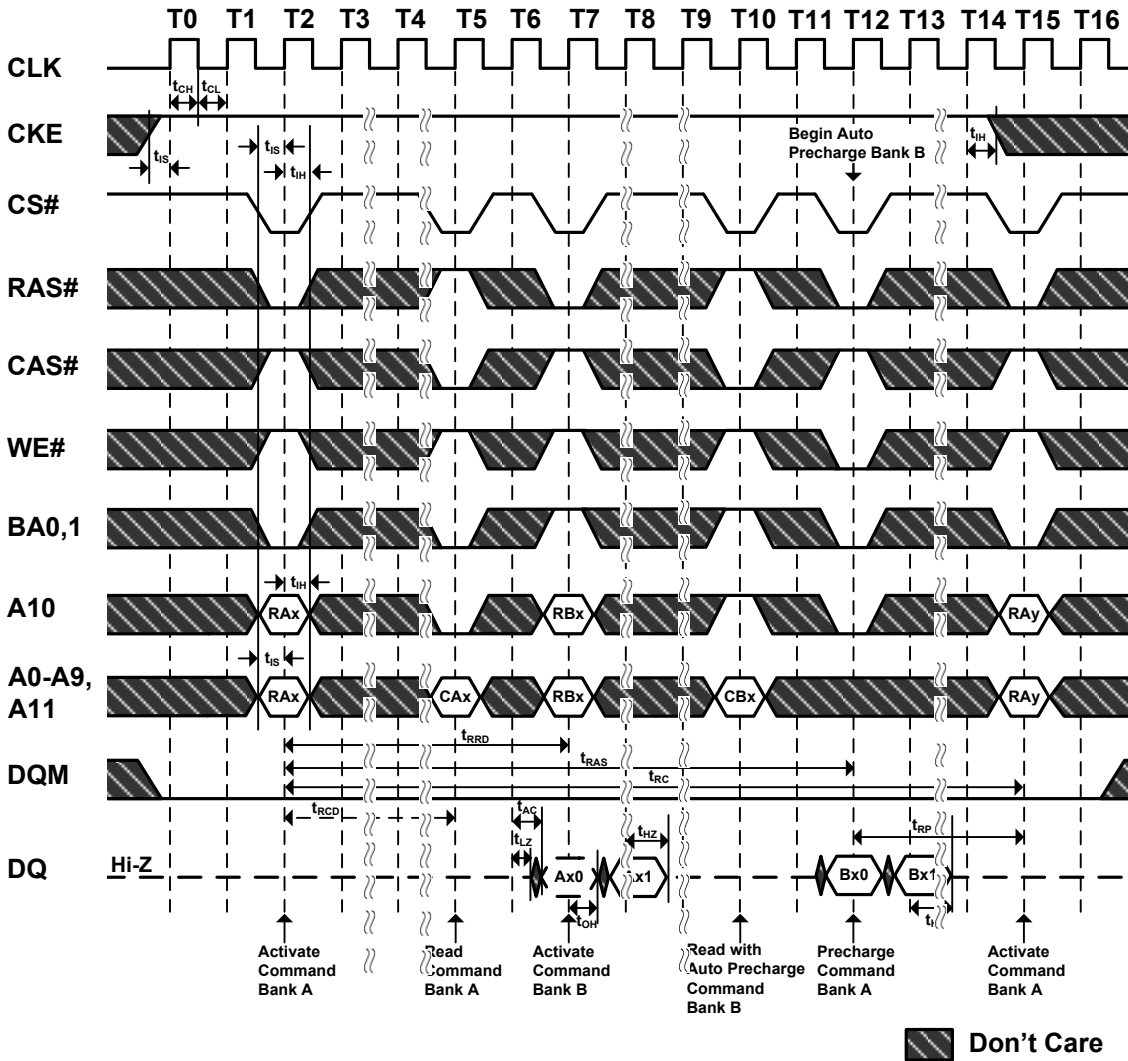 T0 T1 T2 T3 T4 T5 T6 T7 T8 T9 T10 T11 T12 T13 T14 T15 T16
CLK
tCH tCL
CKE
tIS
tIS
tIH
Begin Auto
Precharge Bank B
tIH
CS#
RAS#
CAS#
WE#
BA0,1
A10
tIH
RAx RBx RAy
tIS
A0-A9,
A11
RAx CAx RBx CBx RAy
tRRD
tRAS
DQM
tRC
tRCD
tAC
tLZ
tHZ
tRP
DQ
Hi-Z
Ax0 Ax1 Bx0 Bx1
tOH
Activate
Command
Bank A
Read
Command
Bank A
Activate
Command
Bank B
Read with
Auto Precharge
Command
Bank B
Precharge
Command
Bank A
Activate
Command
Bank A
Don't Care